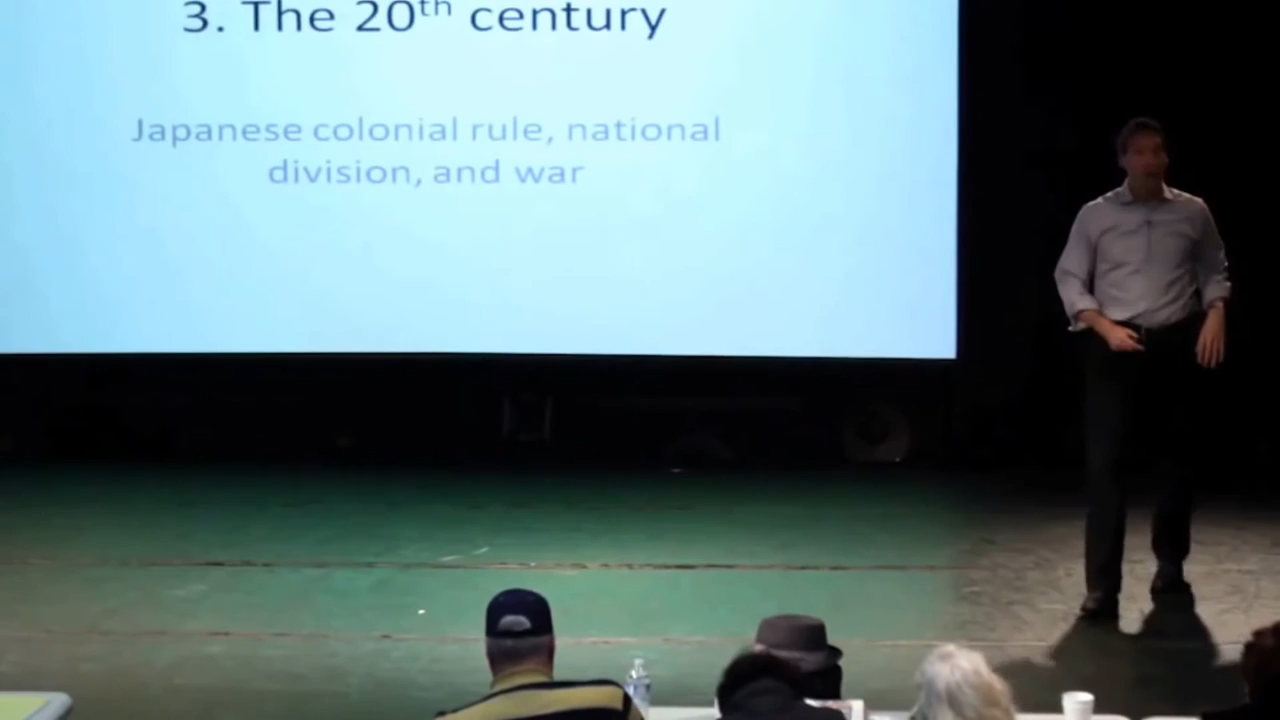 3. The 20th century
Japanese colonial rule, national
division, and war